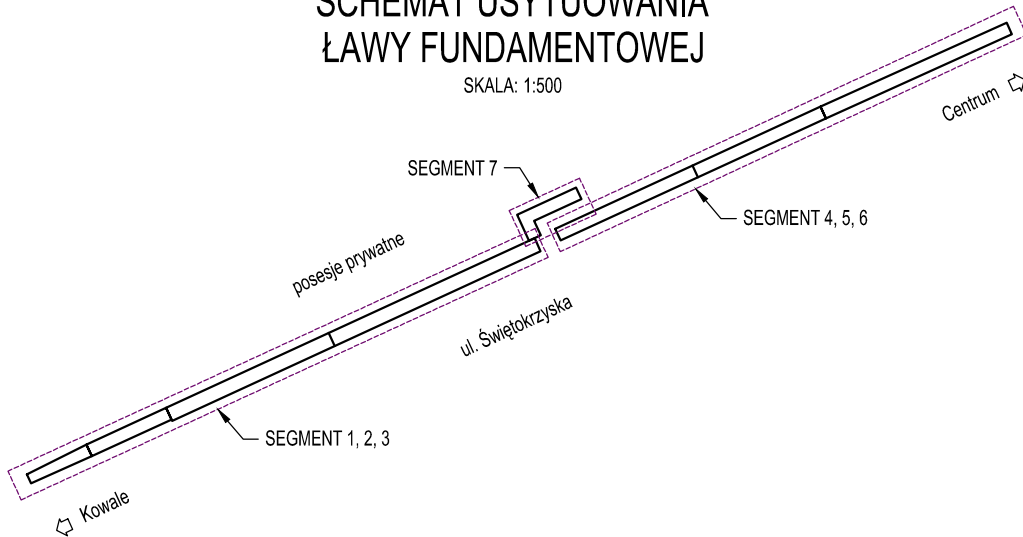 SCHEMAT USYTUOWANIA
ŁAWY FUNDAMENTOWEJ
SKALA: 1:500
Centrum
SEGMENT 7
SEGMENT 4, 5, 6
posesje prywatne
ul. Świętokrzyska
SEGMENT 1, 2, 3
Kowale